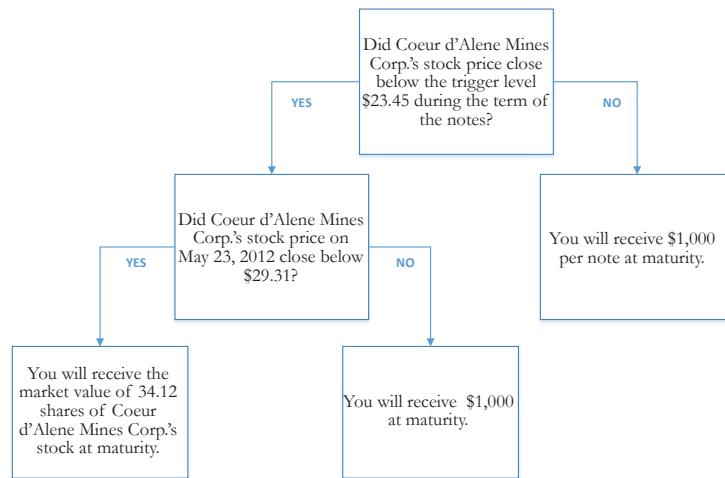 Did Coeur d'Alene Mines
Corp.'s stock price close
below the trigger level
$23.45 during the term of
the notes?
YES
NO
Did Coeur d'Alene Mines
Corp.'s stock price on
May 23, 2012 close below
$29.31?
You will receive $1,000
per note at maturity.
YES
NO
You will receive the
market value of 34.12
shares of Coeur
d'Alene Mines Corp.'s
stock at maturity.
You will receive $1,000
at maturity.